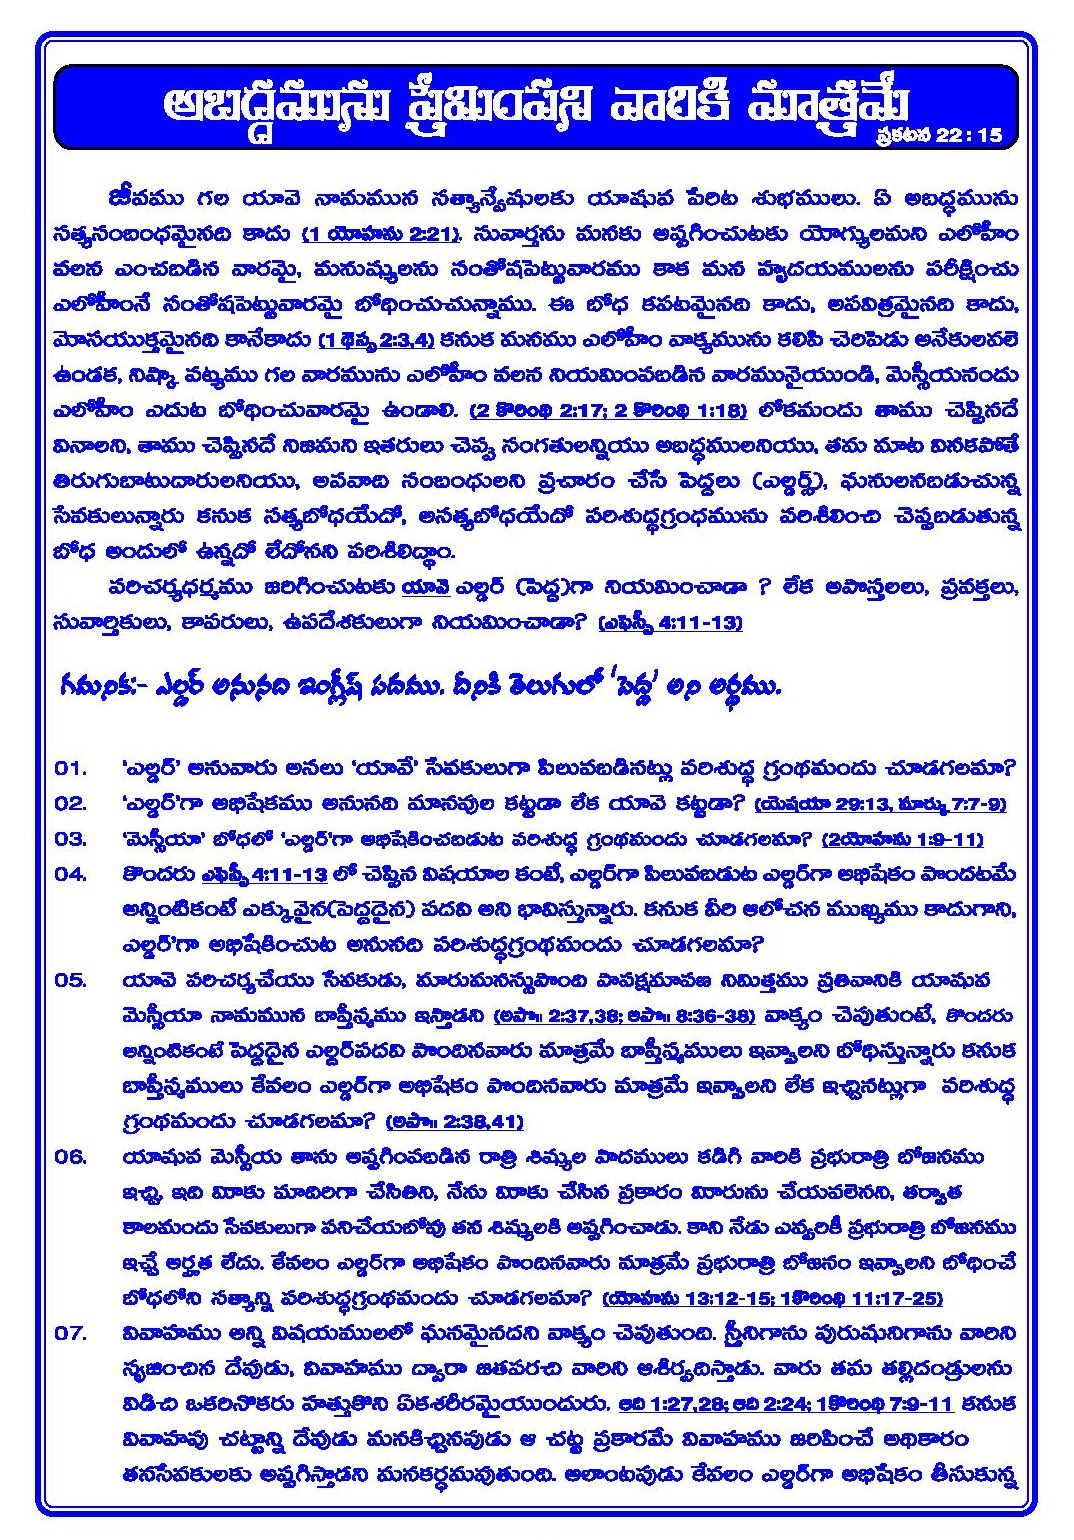 అబద్ధమును ప్రేమింపని వారికి మాత్రమే
ప్రకటన 22 : 15
జీవము గల యావె నామమున సత్యాన్వేషులకు యాషువ పేరిట శుభములు. ఏ అబద్ధమును
సత్యసంబంధమైనది కాదు (1 యోహను 2:21). సువార్తను మనకు అప్పగించుటకు యోగ్యులమని ఎలోహీం
వలన ఎంచబడిన వారమై, మనుష్యులను సంతోషపెట్టువారము కాక మన హృదయములను పరీక్షించు
ఎలోహీంనే సంతోషపెట్టువారమై బోధించుచున్నాము. ఈ బోధ కపటమైనది కాదు, అపవిత్రమైనది కాదు,
మోసయుక్తమైనది కానేకాదు (1 థెస్స 2:3,4) కనుక మనము ఎలోహీం వాక్యమును కలిపి చెరిపెడు అనేకులవలె
ఉండక, నిష్కాపట్యము గల వారమును ఎలోహీం వలన నియమింపబడిన వారమునైయుండి, మెస్సీయనందు
ఎలోహీం ఎదుట బోధించువారమై ఉండాలి. (2 కొరింథి 2:17; 2 కొరింథి 1:18) లోకమందు తాము చెప్పినదే
వినాలని, తాము చెప్పినదే నిజమని ఇతరులు చెప్పు సంగతులన్నియు అబద్ధములనియు, తమ మాట వినకపోతే
తిరుగుబాటుదారులనియు, అపవాది సంబంధులని ప్రచారం చేసే పెద్దలు (ఎల్డర్స్), ఘనులనబడుచున్న
సేవకులున్నారు కనుక సత్యబోధయేదో, అసత్యబోధయేదో పరిశుద్ధగ్రంథమును పరిశీలించి చెప్పబడుతున్న
బోధ అందులో ఉన్నదో లేదోనని పరిశీలిద్దాం.
పరిచర్యధర్మము జరిగించుటకు యావె ఎల్డర్ (పెద్ద)గా నియమించాడా ? లేక అపొస్తలలు, ప్రవక్తలు,
సువార్తికులు, కాపరులు, ఉపదేశకులుగా నియమించాడా? (ఎఫెస్సీ 4:11-13)
గమనిక:- ఎల్డర్ అనునది ఇంగ్లీష్ పదము. దీనికి తెలుగులో 'పెద్ద' అని అర్థము.
01. 'ఎల్డర్' అనువారు అసలు 'యావే' సేవకులుగా పిలువబడినట్లు పరిశుద్ధ గ్రంథమందు చూడగలమా?
02. 'ఎల్డర్'గా అభిషేకము అనునవి మానవుల కట్టడా లేక యావె కట్టడా? (యెషయా 29:13, మార్కు 7:7-9)
03. 'మెస్సీయా' బోధలో 'ఎల్డర్'గా అభిషేకించబడుట పరిశుద్ధ గ్రంథమందు చూడగలమా? (2యోహను 1:9-11)
04. కొందరు ఎఫెస్సీ 4:11-13 లో చెప్పిన విషయాల కంటే, ఎల్డర్‌గా పిలువబడుట ఎల్డర్‌గా అభిషేకం పొందటమే
అన్నింటికంటే ఎక్కువైన(పెద్దదైన) పదవి అని భావిస్తున్నారు. కనుక వీరి ఆలోచన ముఖ్యము కాదుగాని,
ఎల్డర్'గా అభిషేకించుట అనునది పరిశుద్ధగ్రంథమందు చూడగలమా?
05. యావె పరిచర్యచేయు సేవకుడు, మారుమనస్సుపొంది పాపక్షమాపణ నిమిత్తము ప్రతివానికి యాషువ
మెస్సీయా నామమున బాప్తీస్మము ఇస్తాడని (అపొ॥ 2:37,38; అపొ॥ 8:36-38) వాక్యం చెవుతుంటే, కొందరు
అన్నింటికంటే పెద్దదైన ఎల్డర్‌పదవి పొందినవారు మాత్రమే బాప్తీస్మములు ఇవ్వాలని బోధిస్తున్నారు కనుక
బాప్తీస్మములు కేవలం ఎల్డర్‌గా అభిషేకం పొందినవారు మాత్రమే ఇవ్వాలని లేక ఇచ్చినట్లుగా పరిశుద్ధ
గ్రంథమందు చూడగలమా? (అపొ॥ 2:38,41)
06. యాషువ మెస్సీయ తాను అప్పగింపబడిన రాత్రి శిష్యుల పాదములు కడిగి వారికి ప్రభురాత్రి బోజనము
ఇచ్చి, ఇది మీకు మాదిరిగా చేసితిని, నేను మీకు చేసిన ప్రకారం మీరును చేయవలెనని, తర్వాత
కాలమందు సేవకులుగా పనిచేయబోవు తన శిష్యులకి అప్పగించాడు. కాని నేడు ఎవ్వరికీ ప్రభురాత్రి బోజనము
ఇచ్చే అర్హత లేదు. కేవలం ఎల్డర్‌గా అభిషేకం పొందినవారు మాత్రమే ప్రభురాత్రి బోజనం ఇవ్వాలని బోధించే
బోధలోని సత్యాన్ని పరిశుద్ధగ్రంథమందు చూడగలమా? (యోహను 13:12-15; 1కొరింథి 11:17-25)
07. వివాహము అన్ని విషయములలో ఘనమైనదని వాక్యం చెవుతుంది. స్త్రీనిగాను పురుషునిగాను వారిని
సృజించిన దేవుడు, వివాహము ద్వారా జతపరచి వారిని ఆశీర్వదిస్తాడు. వారు తమ తల్లిదండ్రులను
విడిచి ఒకరినొకరు హత్తుకొని ఏకశరీరమైయుందురు. ఆది 1:27,28; ఆది 2:24; 1కొరింథి 7:9-11 కనుక
వివాహపు చట్టాన్ని దేవుడు మనకిచ్చినపుడు ఆ చట్ట ప్రకారమే వివాహము జరిపించే అధికారం
తనసేవకులకు అప్పగిస్తాడని మనకర్ధమవుతుంది. అలాంటపుడు కేవలం ఎల్డర్‌గా అభిషేకం తీసుకున్న